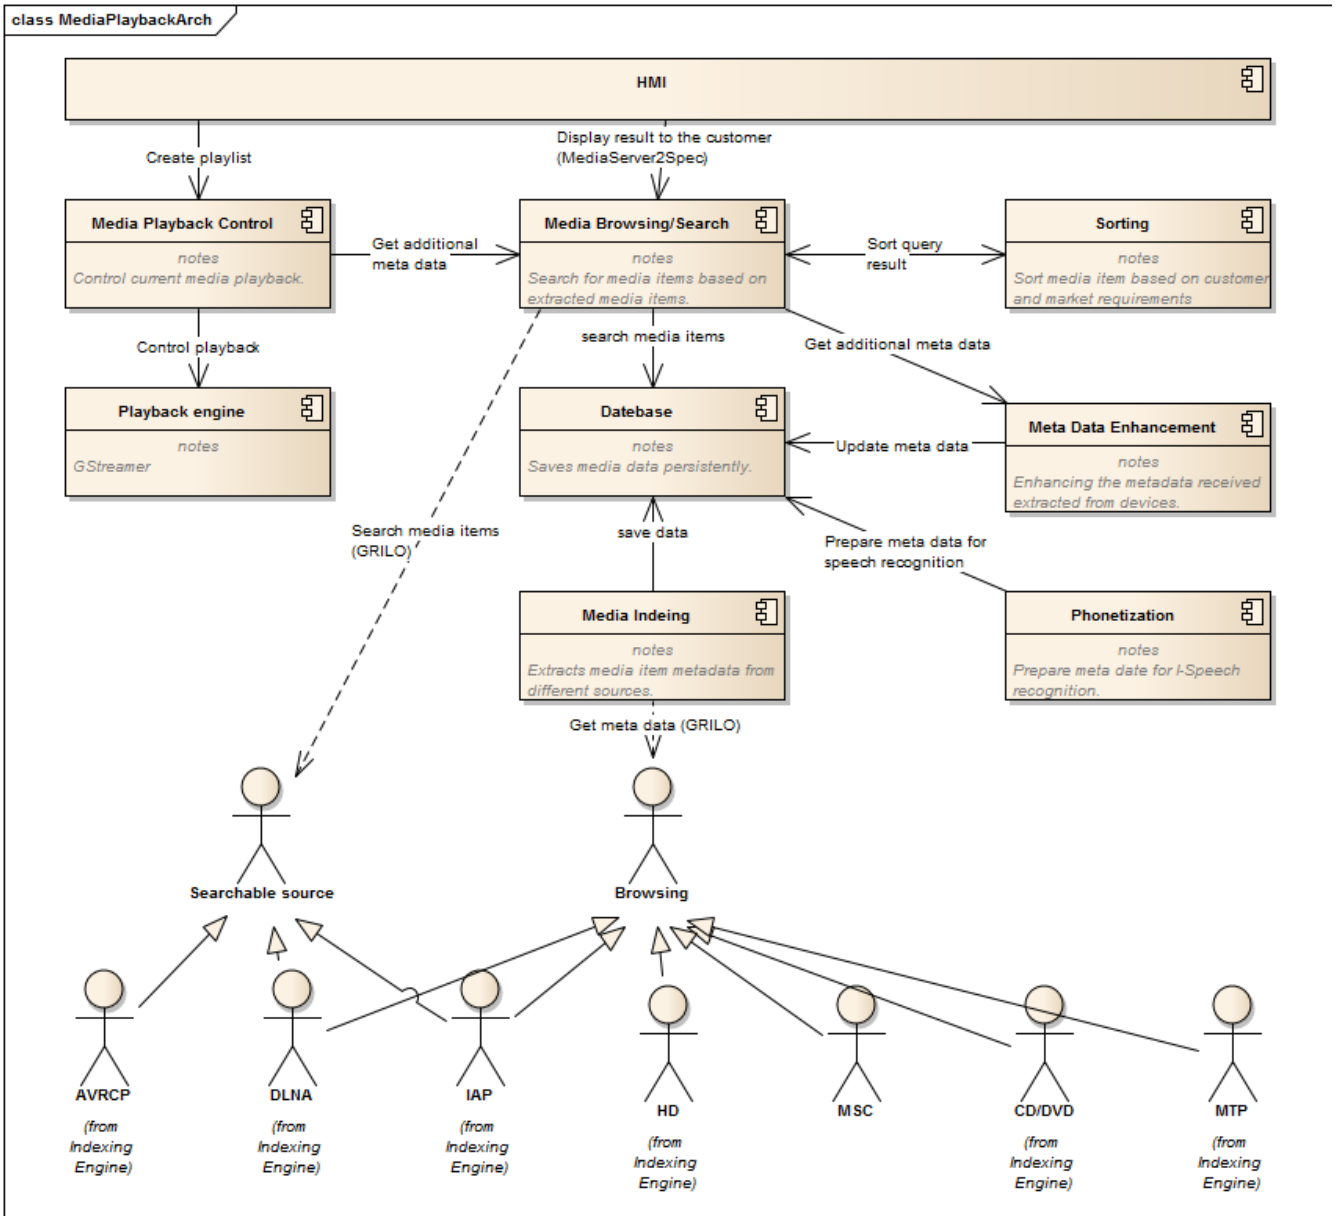 class MediaPlaybackArch
HMI
Create playlist
Display result to the customer
(MediaServer2Spec)
Media Playback Control
notes
Control current media playback.
Get additional
meta data
Media Browsing/Search
notes
Search for media items based on
extracted media items.
Sort query
result
Sorting
notes
Sort media item based on customer
and market requirements
Control playback
search media items
Get additional meta data
Playback engine
notes
GStreamer
Datebase
notes
Saves media data persistently.
Update meta data
Meta Data Enhancement
notes
Enhancing the metadata received
extracted from devices.
Search media items
(GRILO)
save data
Prepare meta data for
speech recognition
Media Indeing
notes
Extracts media item metadata from
different sources.
Phonetization
notes
Prepare meta date for I-Speech
recognition.
Get meta data (GRILO)
Searchable source
Browsing
AVRCP
(from
Indexing
Engine)
DLNA
(from
Indexing
Engine)
IAP
(from
Indexing
Engine)
HD
(from
Indexing
Engine)
MSC
CD/DVD
(from
Indexing
Engine)
MTP
(from
Indexing
Engine)